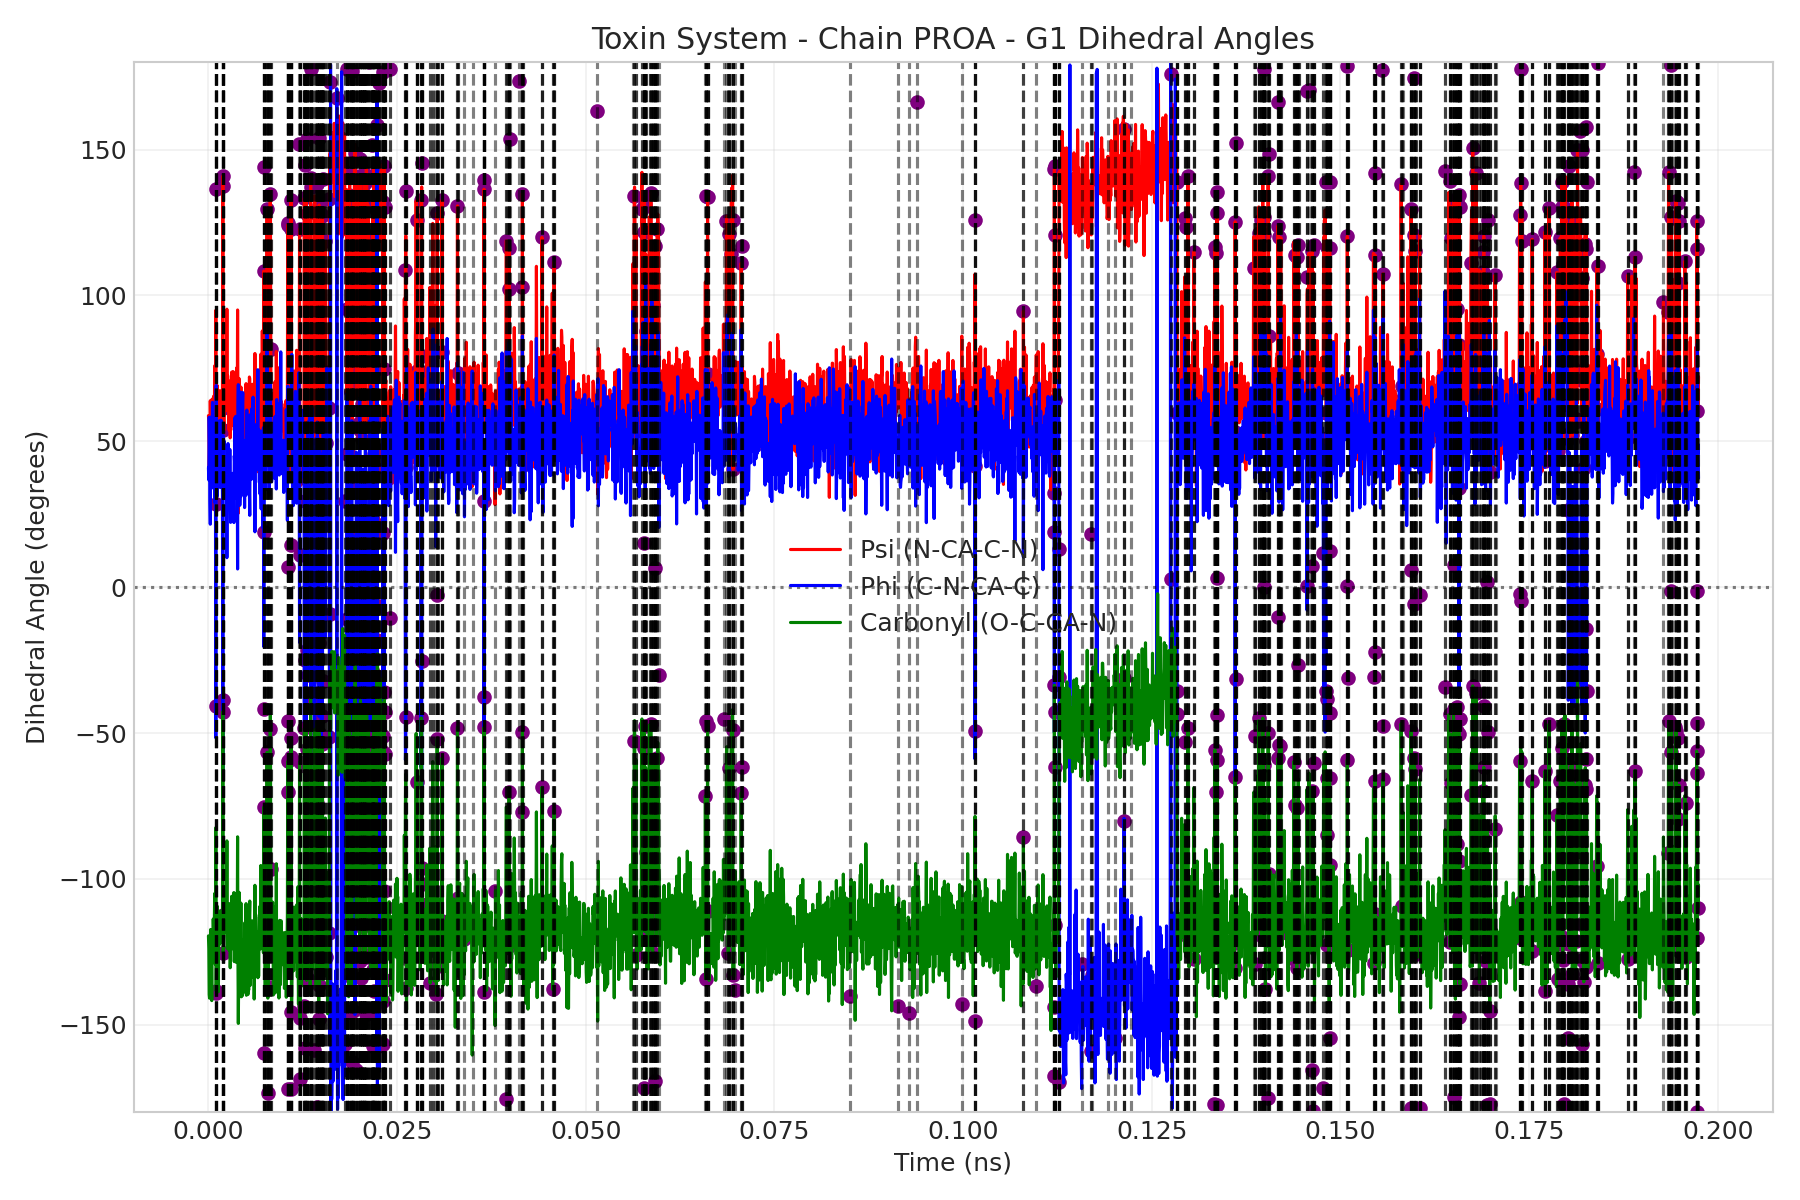 Toxin System - Chain PROA - G1 Dihedral Angles
Dihedral Angle (degrees)
150
100
50
0
−50
−100
−150
Psi (N-CA-C-N)
Phi (C-N-CA-C)
Carbonyl (O-C-CA-N)
0.000 0.025 0.050 0.075 0.100 0.125 0.150 0.175 0.200
Time (ns)